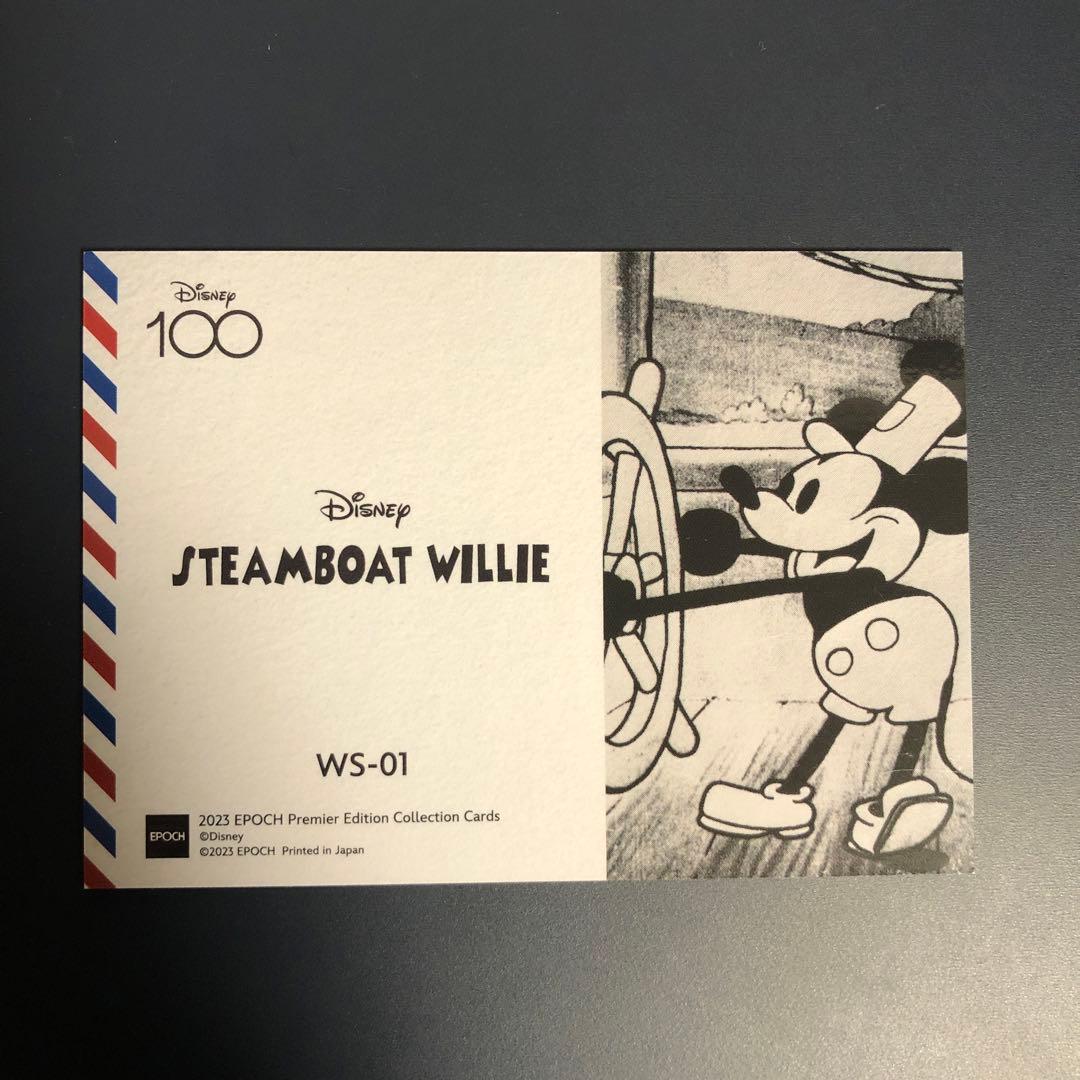 Disney
100
Disney
STEAMBOAT WILLIE
WS-01
EPOCH
2023 EPOCH Premier Edition Collection Cards
©Disney
©2023 EPOCH Printed in Japan